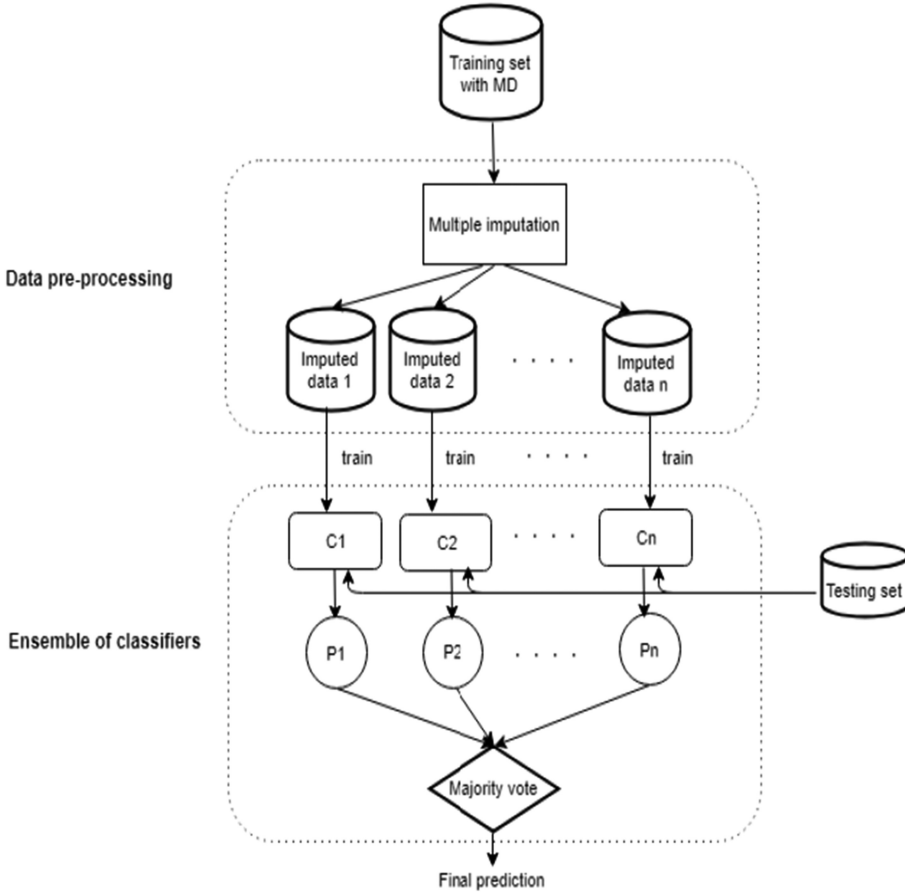 Training set
with MD
Multiple imputation
Data pre-processing
Imputed
data 1
Imputed
data 2
. . . .
Imputed
data n
train
train
. . . .
train
C1
C2
. . . .
Cn
Testing set
Ensemble of classifiers
P1
P2
. . . .
Pn
Majority vote
Final prediction